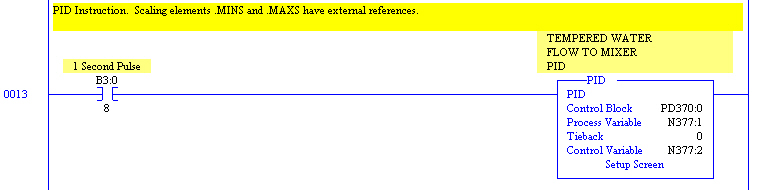 PID Instruction. Scaling elements .MINS and .MAXS have external references.
TEMPERED WATER
FLOW TO MIXER
PID
1 Second Pulse
B3:0
PID
0013
PID
8
Control Block PD370:0
Process Variable N377:1
Tieback 0
Control Variable N377:2
Setup Screen